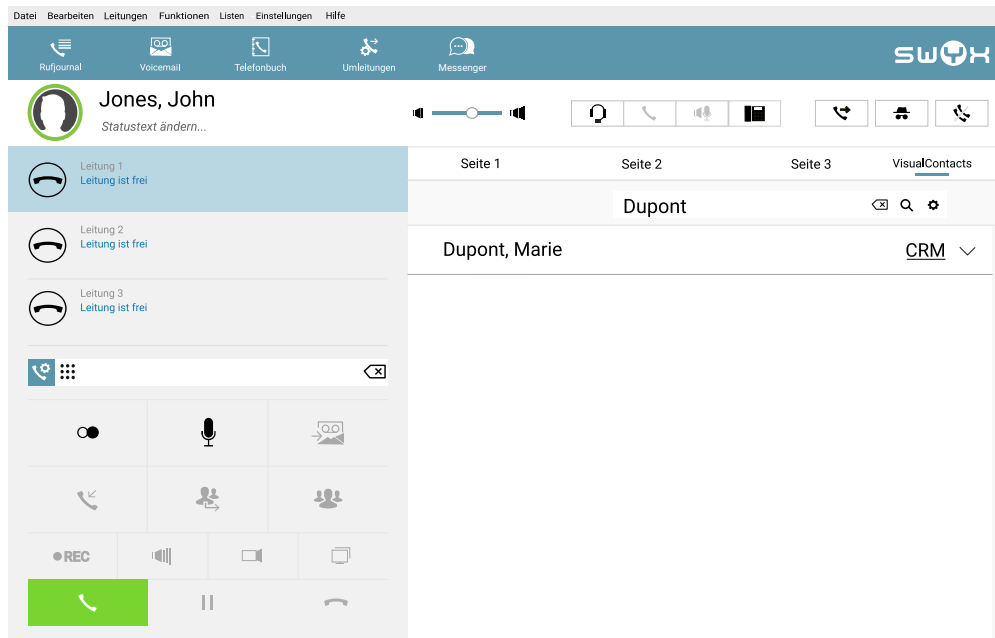 Datei Bearbeiten Leitungen Funktionen Listen Einstellungen Hilfe
Rufjournal Voicemail Telefonbuch Umleitungen Messenger
swyx
Jones, John
Statustext ändern...
Leitung 1
Leitung ist frei
Leitung 2
Leitung ist frei
Leitung 3
Leitung ist frei
REC
Seite 1 Seite 2 Seite 3 VisualContacts
Dupont
Dupont, Marie CRM